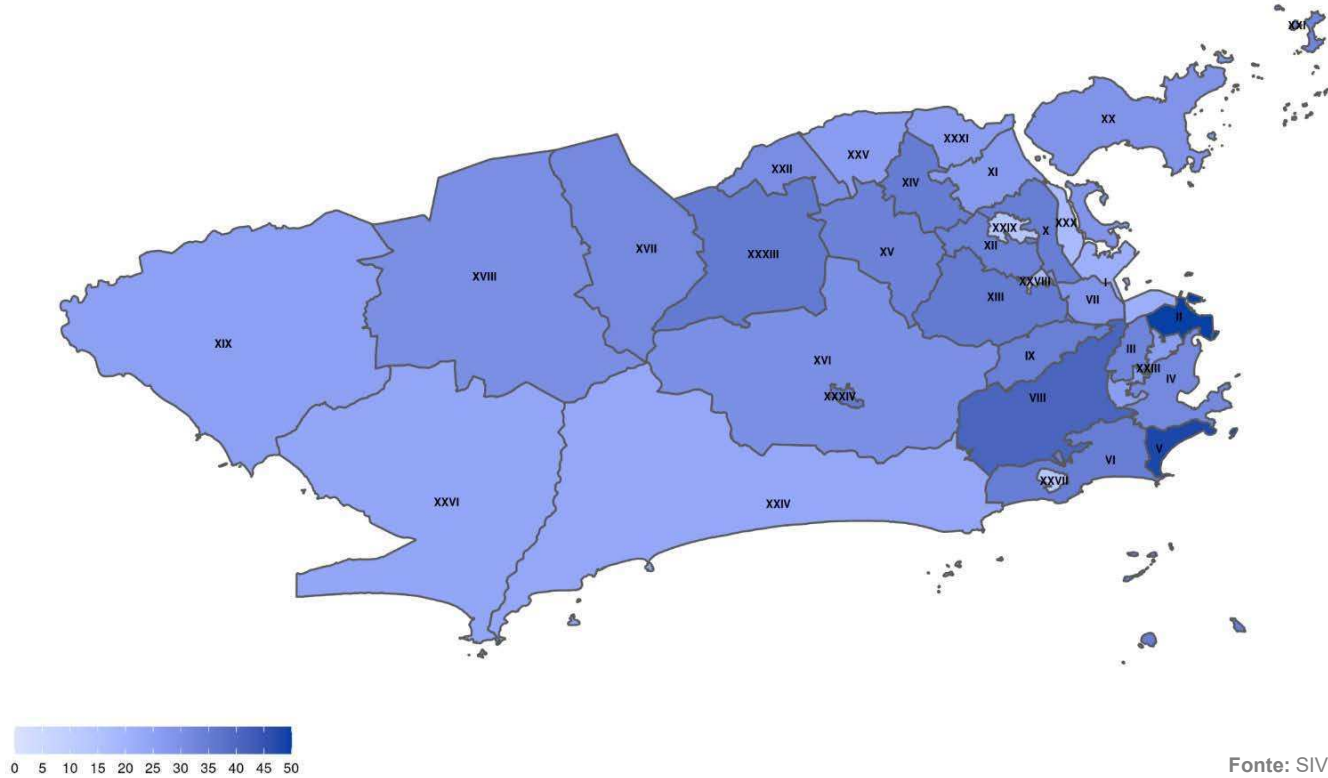 XXI
XX
XXXI
XXV
XXII
XI
XIV
XXX
XXIX
X
XII
XVII
XXXIII
XV
XVIII
XXVIII
I
XIII
VII
II
XIX
III
IX
XVI
XXIII
IV
XXXIV
VIII
V
VI
XXVII
XXVI
XXIV
0 5 10 15 20 25 30 35 40 45 50
Fonte: SIV